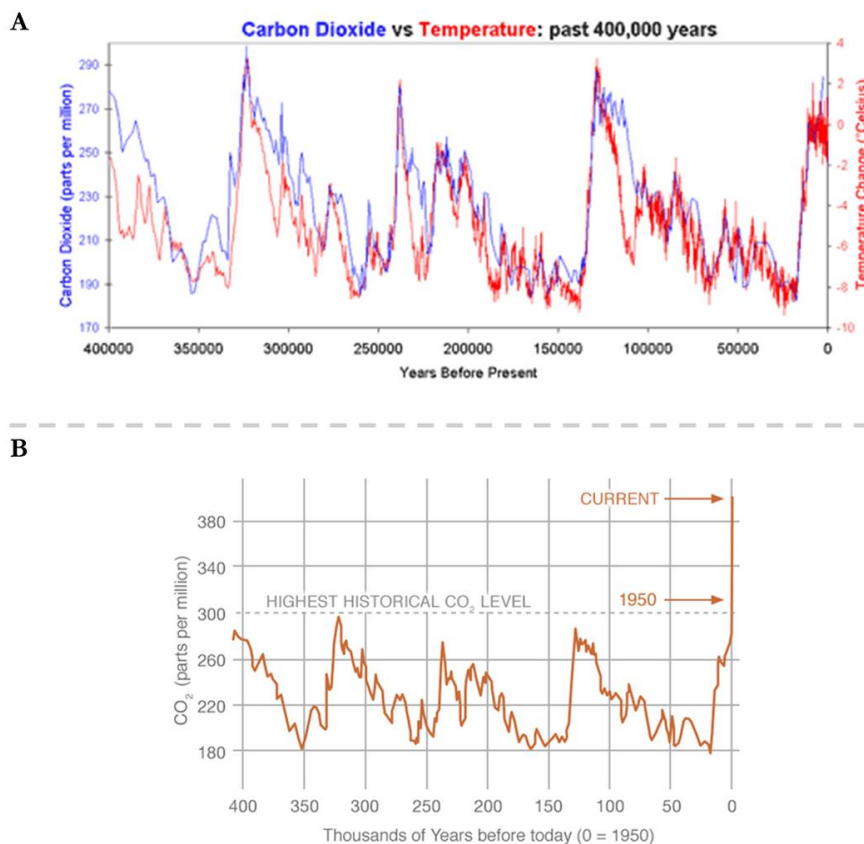 A
Carbon Dioxide vs Temperature: past 400,000 years
Carbon Dioxide (parts per million)
290
270
250
230
210
190
170
4
2
0
-2
-4
-6
-8
-10
Temperature Change (°Celsius)
400000 350000 300000 250000 200000 150000 100000 50000 0
Years Before Present
B
CO₂ (parts per million)
380
340
300
260
220
180
CURRENT
1950
HIGHEST HISTORICAL CO₂ LEVEL
400 350 300 250 200 150 100 50 0
Thousands of Years before today (0 = 1950)